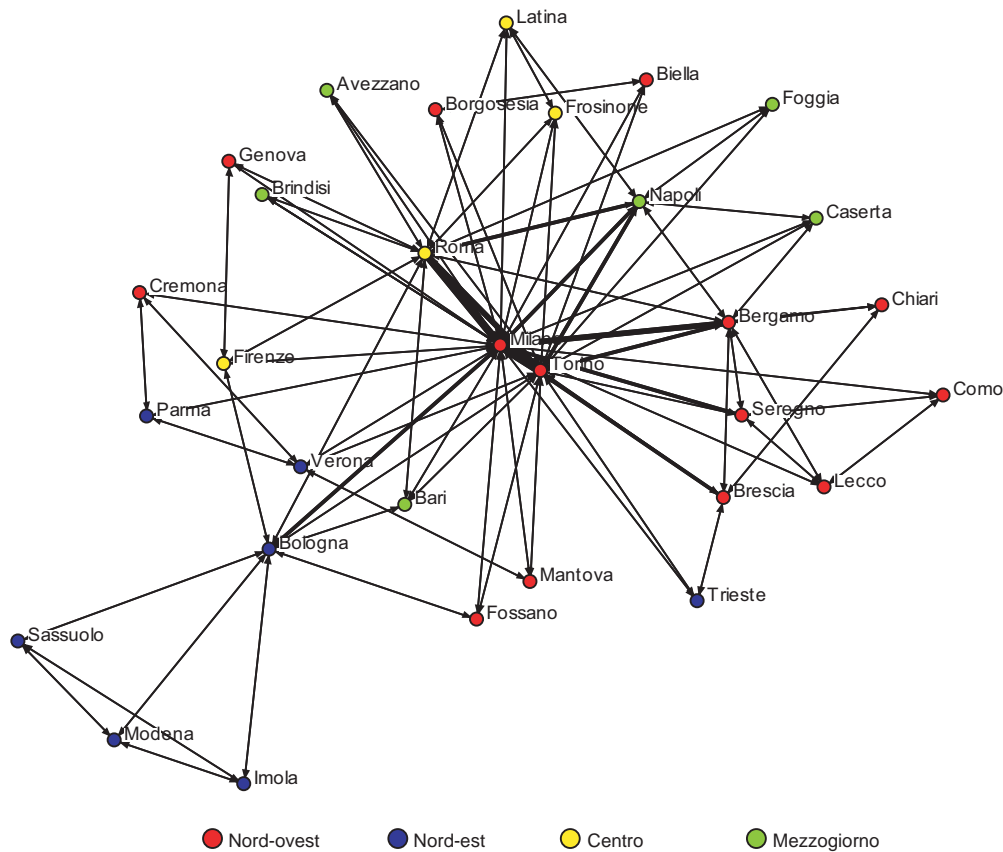 Latina
Biella
Avezzano
Borgosesia
Frosinone
Foggia
Genova
Brindisi
Napoli
Caserta
Roma
Cremona
Chiari
Bergamo
Milano
Firenze
Torino
Como
Parma
Seregno
Verona
Lecco
Brescia
Bari
Bologna
Mantova
Trieste
Fossano
Sassuolo
Modena
Imola
Nord-ovest Nord-est Centro Mezzogiorno